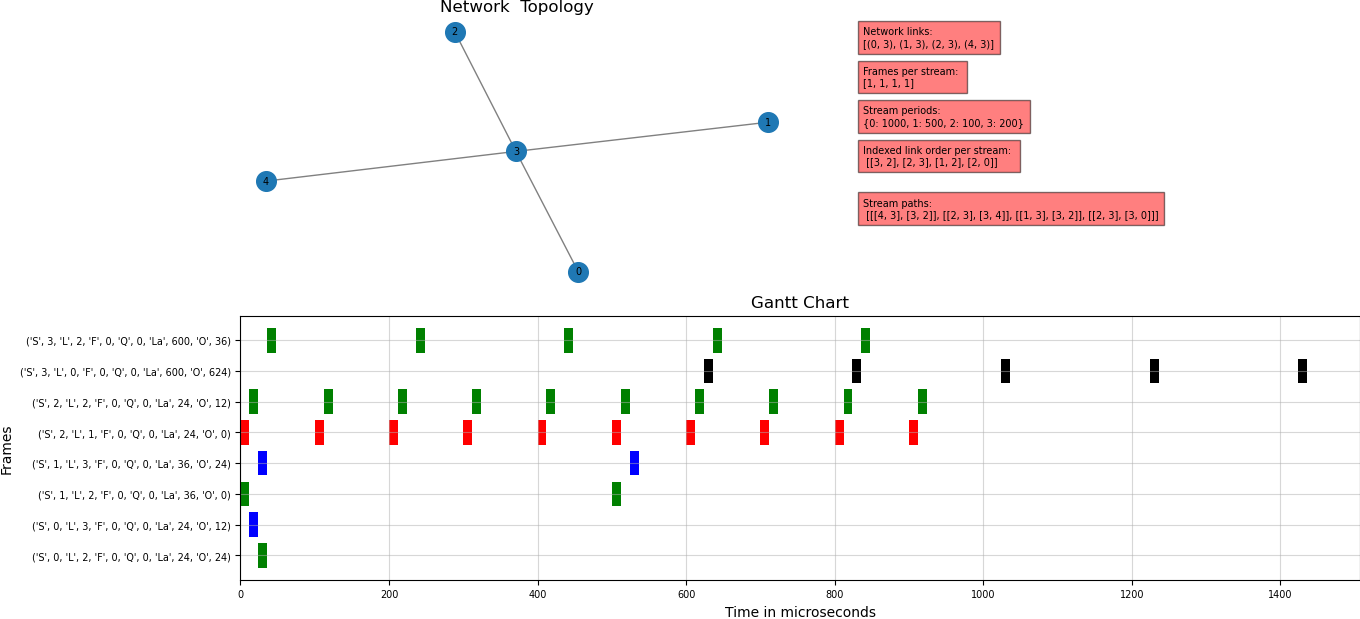 Network  Topology
2
1
3
4
0
Network links:
[(0, 3), (1, 3), (2, 3), (4, 3)]
Frames per stream:
[1, 1, 1, 1]
Stream periods:
{0: 1000, 1: 500, 2: 100, 3: 200}
Indexed link order per stream:
[[3, 2], [2, 3], [1, 2], [2, 0]]
Stream paths:
[[[4, 3], [3, 2]], [[2, 3], [3, 4]], [[1, 3], [3, 2]], [[2, 3], [3, 0]]]
Gantt Chart
Frames
('S', 3, 'L', 2, 'F', 0, 'Q', 0, 'La', 600, 'O', 36)
('S', 3, 'L', 0, 'F', 0, 'Q', 0, 'La', 600, 'O', 624)
('S', 2, 'L', 2, 'F', 0, 'Q', 0, 'La', 24, 'O', 12)
('S', 2, 'L', 1, 'F', 0, 'Q', 0, 'La', 24, 'O', 0)
('S', 1, 'L', 3, 'F', 0, 'Q', 0, 'La', 36, 'O', 24)
('S', 1, 'L', 2, 'F', 0, 'Q', 0, 'La', 36, 'O', 0)
('S', 0, 'L', 3, 'F', 0, 'Q', 0, 'La', 24, 'O', 12)
('S', 0, 'L', 2, 'F', 0, 'Q', 0, 'La', 24, 'O', 24)
0 200 400 600 800 1000 1200 1400
Time in microseconds